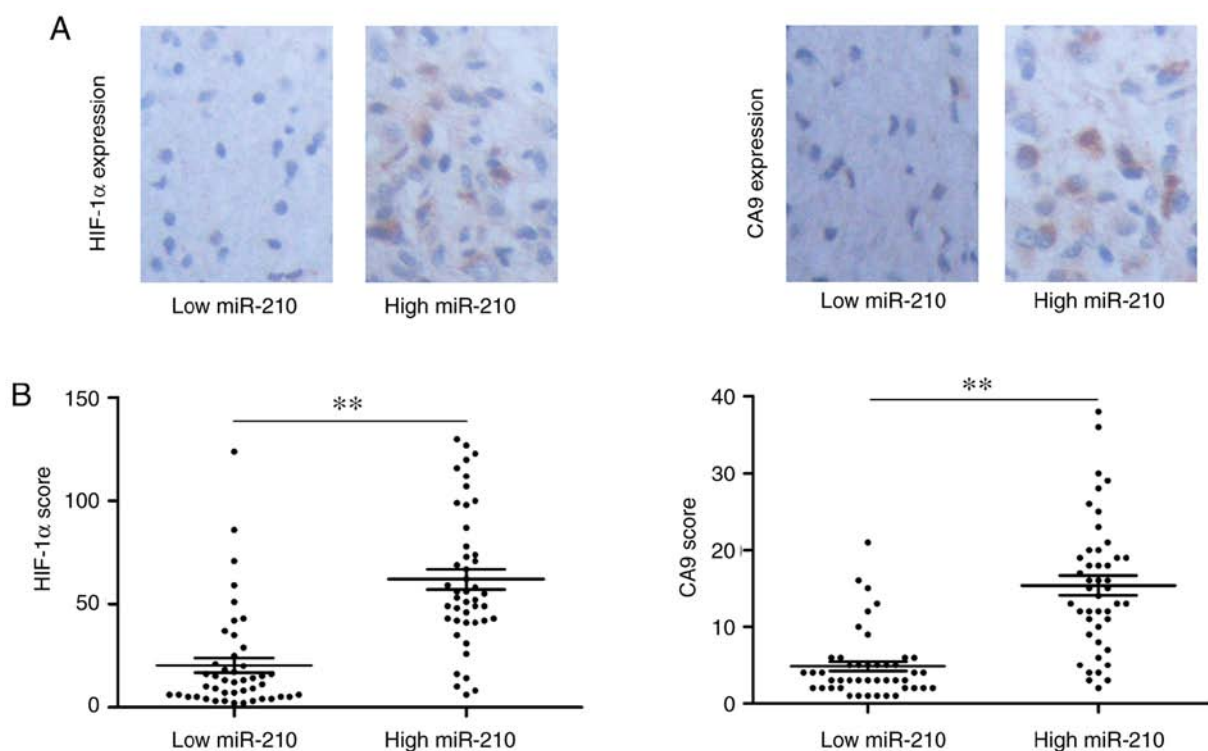 A
HIF-1α expression
Low miR-210
High miR-210
CA9 expression
Low miR-210
High miR-210
B
HIF-1α score
150
100
50
0
**
Low miR-210
High miR-210
CA9 score
40
30
20
10
0
**
Low miR-210
High miR-210